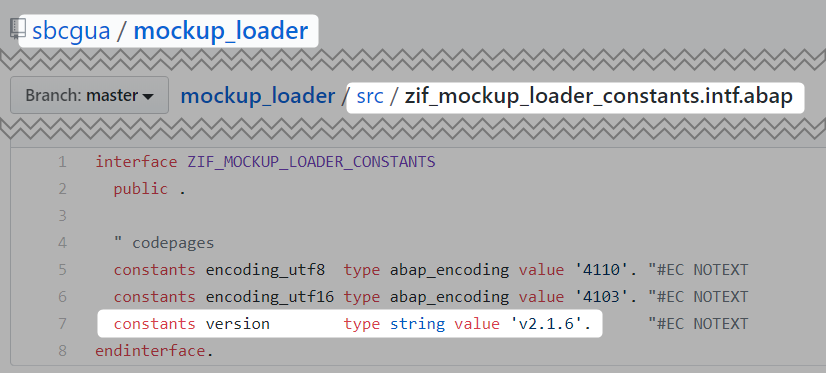 sbcgua / mockup_loader
Branch: master
mockup_loader / src / zif_mockup_loader_constants.intf.abap
1 interface ZIF_MOCKUP_LOADER_CONSTANTS
2 public .
3
4 " codepages
5 constants encoding_utf8 type abap_encoding value '4110'. "#EC NOTEXT
6 constants encoding_utf16 type abap_encoding value '4103'. "#EC NOTEXT
7 constants version type string value 'v2.1.6'. "#EC NOTEXT
8 endinterface.